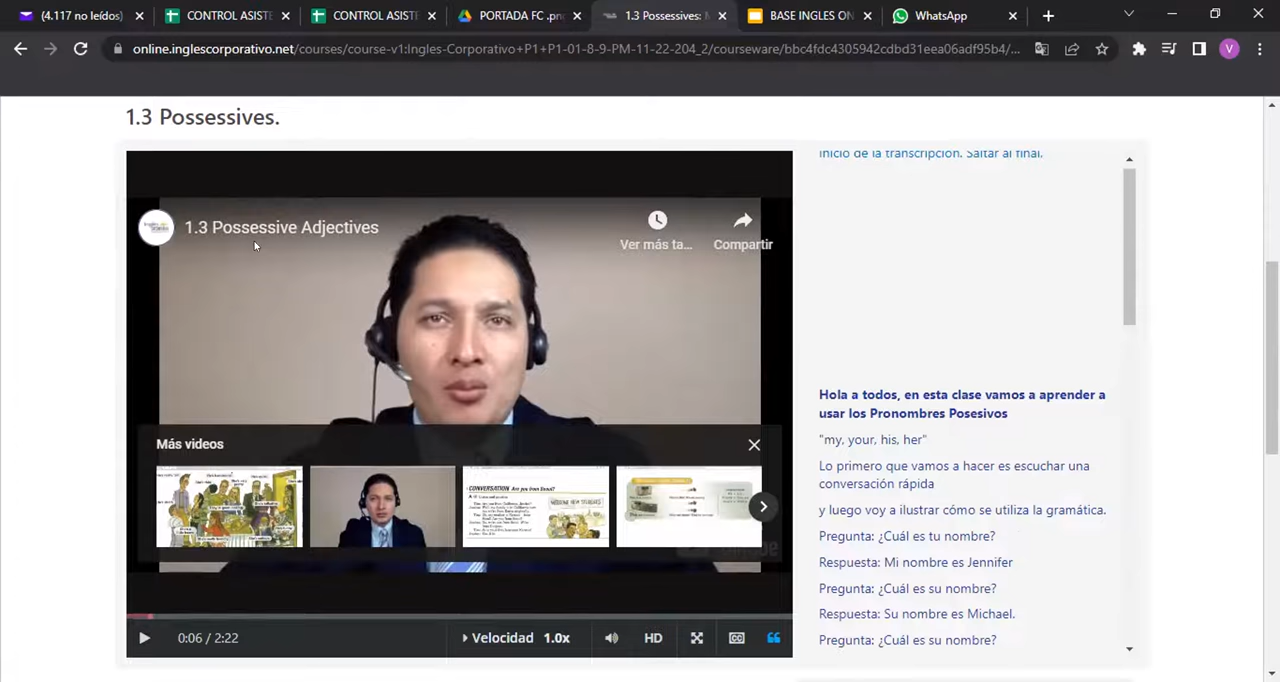 (4.117 no leídos)
CONTROL ASISTE
CONTROL ASISTE
PORTADA FC .pn
1.3 Possessives:
BASE INGLES ON
WhatsApp
online.inglescorporativo.net/courses/course-v1:Ingles-Corporativo+P1+P1-01-8-9-PM-11-22-204_2/courseware/bbc4fdc4305942cdbd31eea06adf95b4/...
V
1.3 Possessives.
1.3 Possessive Adjectives
Ver más ta...
Compartir
Más videos
CONVERSATION Are you from Seoul?
0:06 / 2:22
Velocidad 1.0x
HD
inicio de la transcripción. Saltar al final.
Hola a todos, en esta clase vamos a aprender a
usar los Pronombres Posesivos
"my, your, his, her"
Lo primero que vamos a hacer es escuchar una
conversación rápida
y luego voy a ilustrar cómo se utiliza la gramática.
Pregunta: ¿Cuál es tu nombre?
Respuesta: Mi nombre es Jennifer
Pregunta: ¿Cuál es su nombre?
Respuesta: Su nombre es Michael.
Pregunta: ¿Cuál es su nombre?